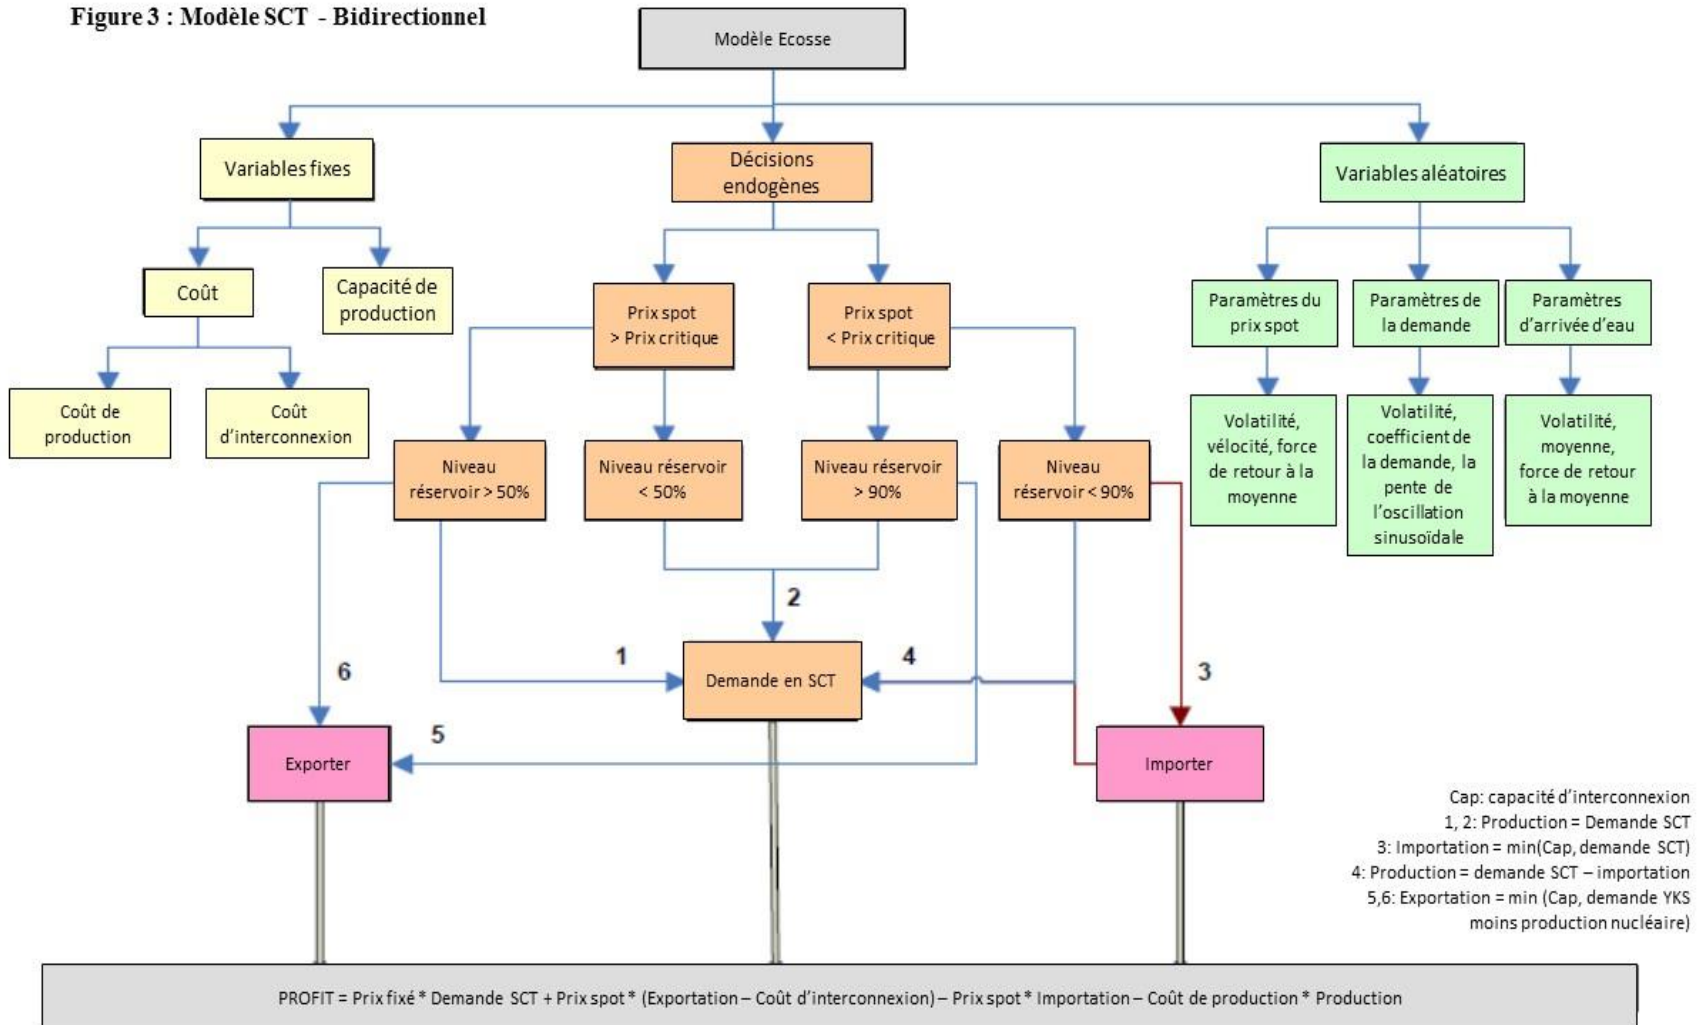 Figure 3 : Modèle SCT - Bidirectionnel
Modèle Ecosse
Variables fixes
Décisions
endogènes
Variables aléatoires
Coût
Capacité de
production
Prix spot
> Prix critique
Prix spot
< Prix critique
Paramètres du
prix spot
Paramètres de
la demande
Paramètres
d'arrivée d'eau
Coût de
production
Coût
d'interconnexion
Niveau
réservoir > 50%
Niveau réservoir
< 50%
Niveau réservoir
> 90%
Niveau
réservoir < 90%
Volatilité,
vélocité, force
de retour à la
moyenne
Volatilité,
coefficient de
la demande, la
pente de
l'oscillation
sinusoïdale
Volatilité,
moyenne,
force de retour
à la moyenne
2
1
4
6
3
Demande en SCT
5
Exporter
Importer
Cap: capacité d'interconnexion
1, 2: Production = Demande SCT
3: Importation = min(Cap, demande SCT)
4: Production = demande SCT – importation
5,6: Exportation = min (Cap, demande YKS
moins production nucléaire)
PROFIT = Prix fixé * Demande SCT + Prix spot * (Exportation – Coût d'interconnexion) – Prix spot * Importation – Coût de production * Production